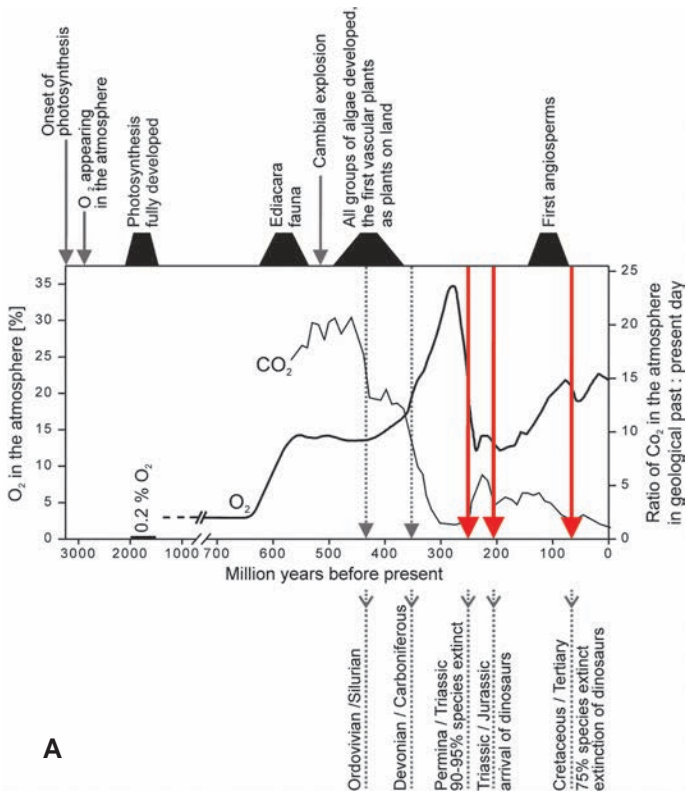 Onset of
photosynthesis
O2 appearing
in the atmosphere
Photosynthesis
fully developed
Ediacara
fauna
Cambial explosion
All groups of algae developed,
the first vascular plants
as plants on land
First angiosperms
O2 in the atmosphere [%]
35
30
25
20
15
10
5
0
CO2
O2
0.2 % O2
25
20
15
10
5
0
Ratio of Co2 in the atmosphere
in geological past : present day
3000 2000 1000 700 600 500 400 300 200 100 0
Million years before present
Ordovivian /Silurian
Devonian / Carboniferous
Permina / Triassic
90-95% species extinct
Triassic / Jurassic
arrival of dinosaurs
Cretaceous / Tertiary
75% species extinct
extinction of dinosaurs
A